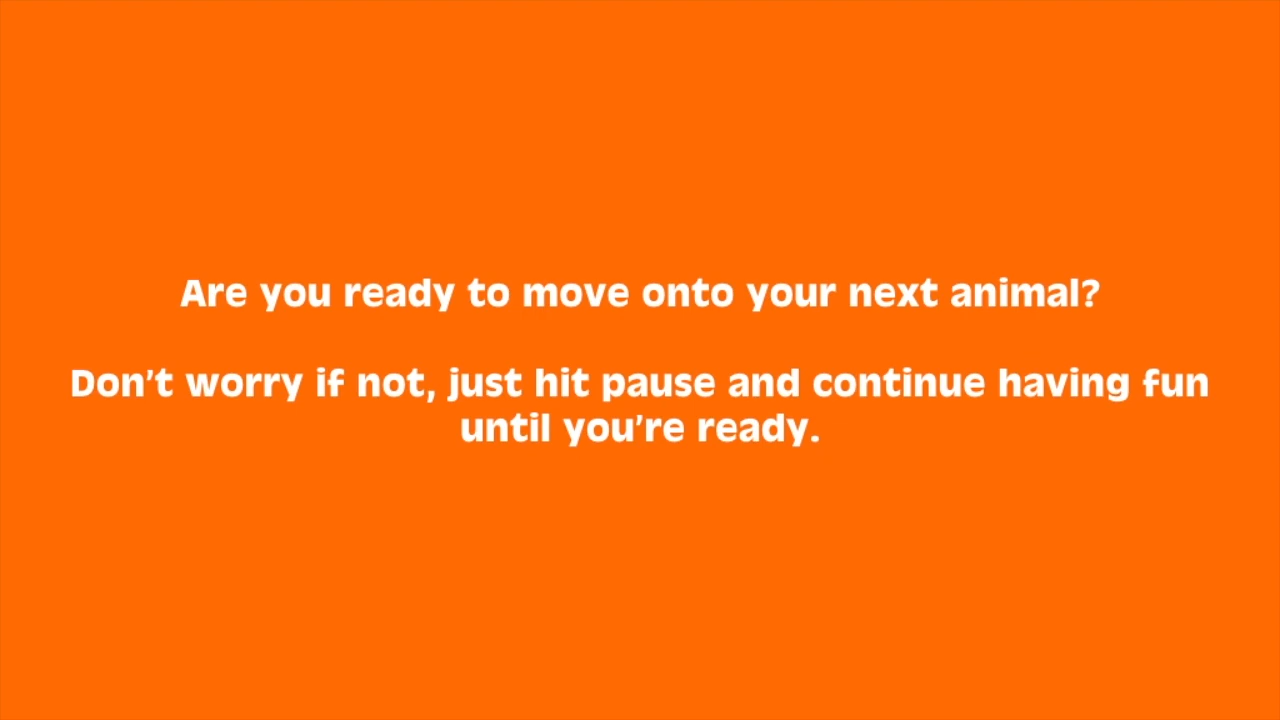 Are you ready to move onto your next animal?
Don't worry if not, just hit pause and continue having fun
until you're ready.